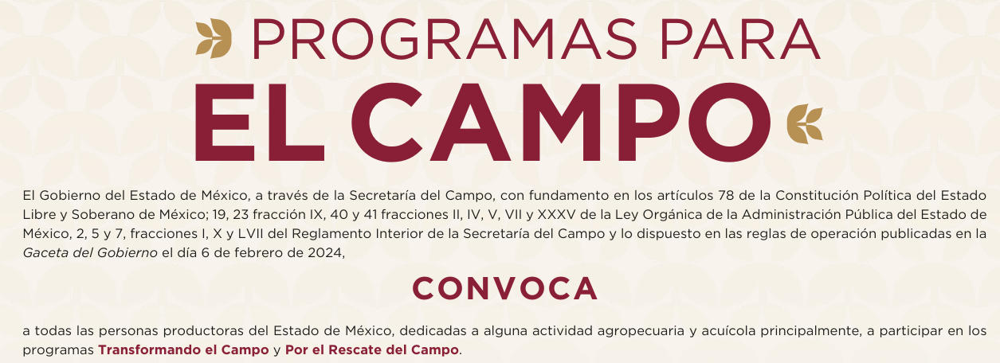 PROGRAMAS PARA
EL CAMPO
El Gobierno del Estado de México, a través de la Secretaría del Campo, con fundamento en los artículos 78 de la Constitución Política del Estado
Libre y Soberano de México; 19, 23 fracción IX, 40 y 41 fracciones II, IV, V, VII y XXXV de la Ley Orgánica de la Administración Pública del Estado de
México, 2, 5 y 7, fracciones I, X y LVII del Reglamento Interior de la Secretaría del Campo y lo dispuesto en las reglas de operación publicadas en la
Gaceta del Gobierno el día 6 de febrero de 2024,
CONVOCA
a todas las personas productoras del Estado de México, dedicadas a alguna actividad agropecuaria y acuícola principalmente, a participar en los
programas Transformando el Campo y Por el Rescate del Campo.